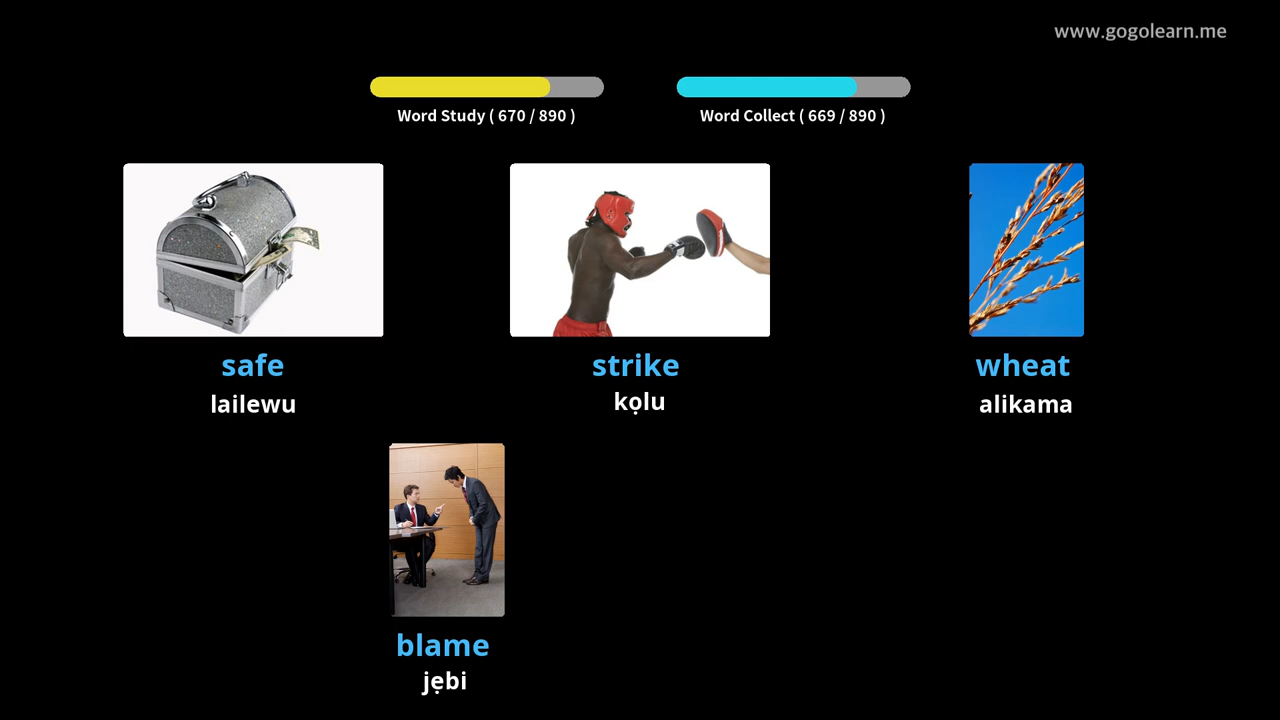 www.gogolearn.me
Word Study ( 670 / 890 )
Word Collect ( 669 / 890 )
safe
lailewu
strike
kọlu
wheat
alikama
blame
jẹbi